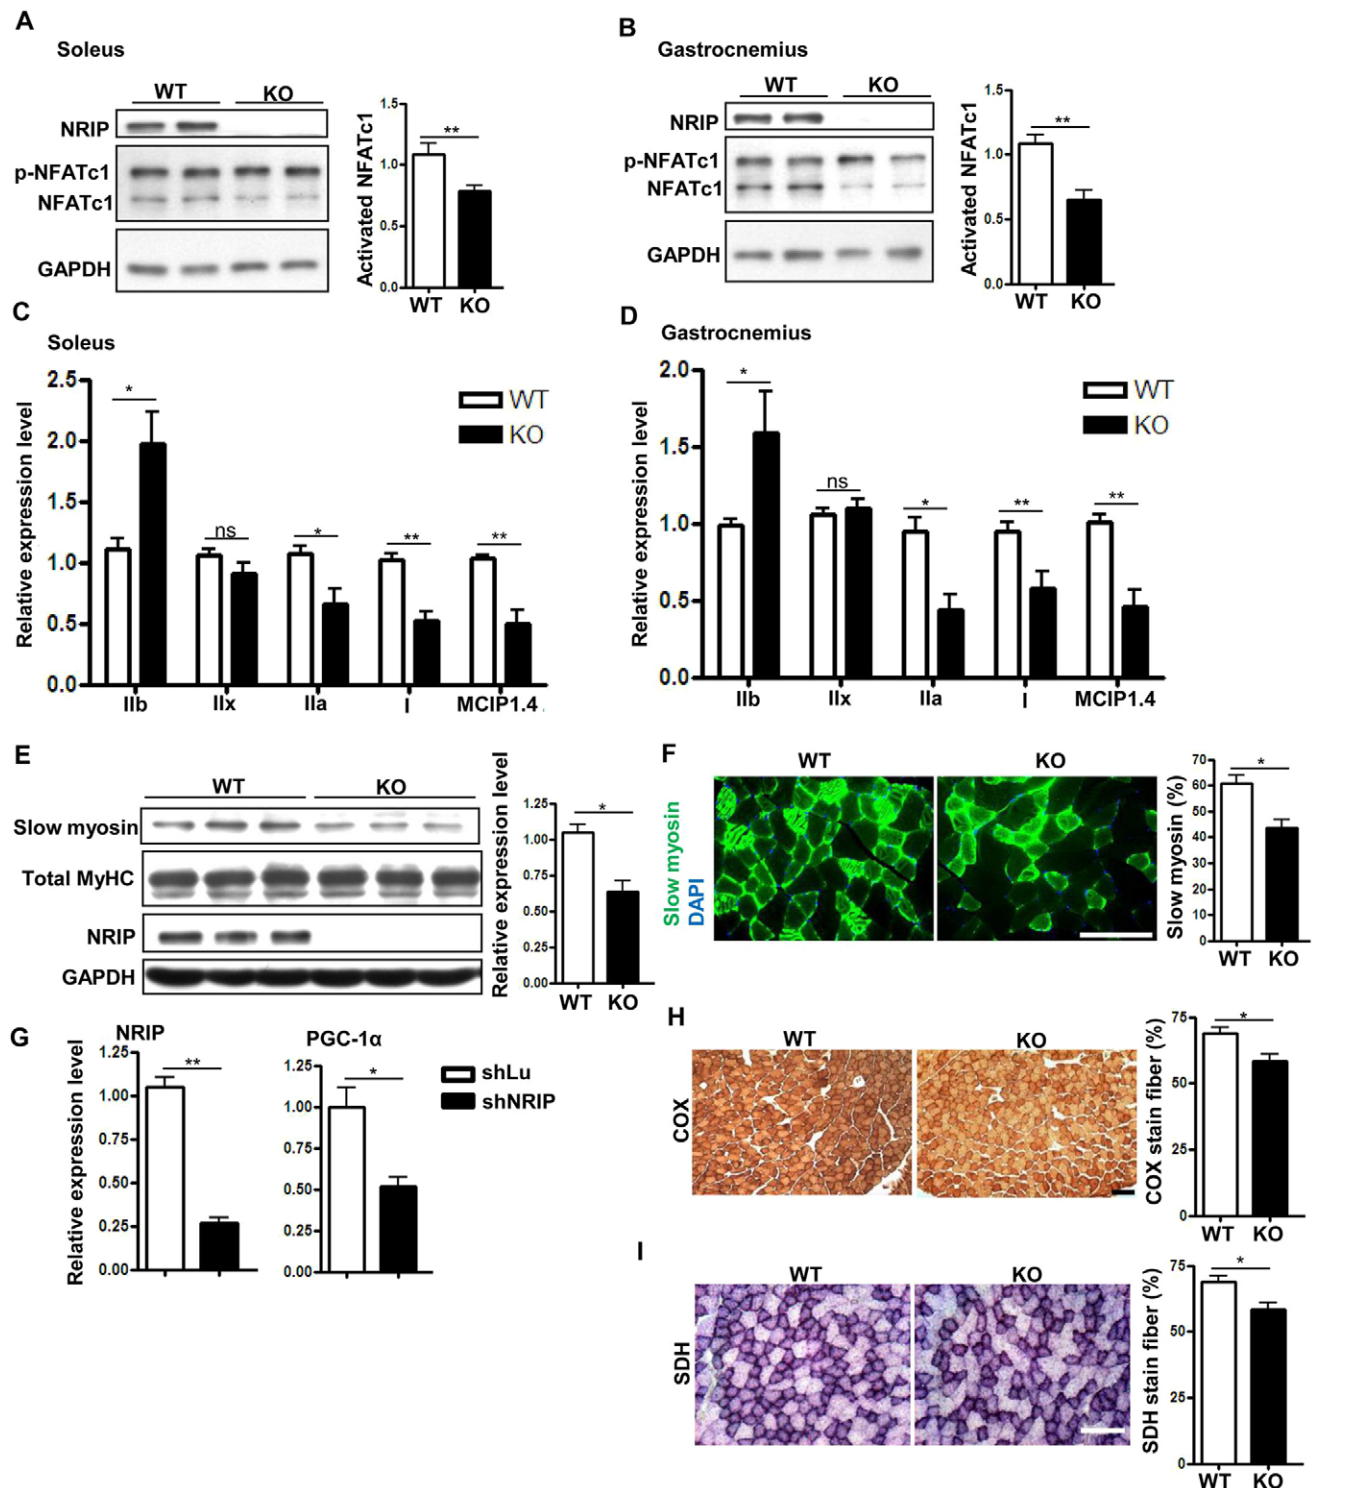 A
Soleus
WT KO
NRIP
p-NFATc1
NFATc1
GAPDH
Activated NFATc1
1.5
1.0
0.5
0.0
**
WT KO
B
Gastrocnemius
WT KO
NRIP
p-NFATc1
NFATc1
GAPDH
Activated NFATc1
1.5
1.0
0.5
0.0
**
WT KO
C
Soleus
Relative expression level
2.5
2.0
1.5
1.0
0.5
0.0
* ns * ** **
WT
KO
IIb IIx IIa I MCIP1.4
D
Gastrocnemius
Relative expression level
2.0
1.5
1.0
0.5
0.0
* ns * ** **
WT
KO
IIb IIx IIa I MCIP1.4
E
WT KO
Slow myosin
Total MyHC
NRIP
GAPDH
Relative expression level
1.25
1.00
0.75
0.50
0.25
0.00
*
WT KO
F
WT KO
Slow myosin
DAPI
Slow myosin (%)
70
60
50
40
30
20
10
0
*
WT KO
G
NRIP
Relative expression level
1.25
1.00
0.75
0.50
0.25
0.00
**
PGC-1α
1.25
1.00
0.75
0.50
0.25
0.00
*
shLu
shNRIP
H
WT KO
COX
COX stain fiber (%)
75
50
25
0
*
WT KO
I
WT KO
SDH
SDH stain fiber (%)
75
50
25
0
*
WT KO